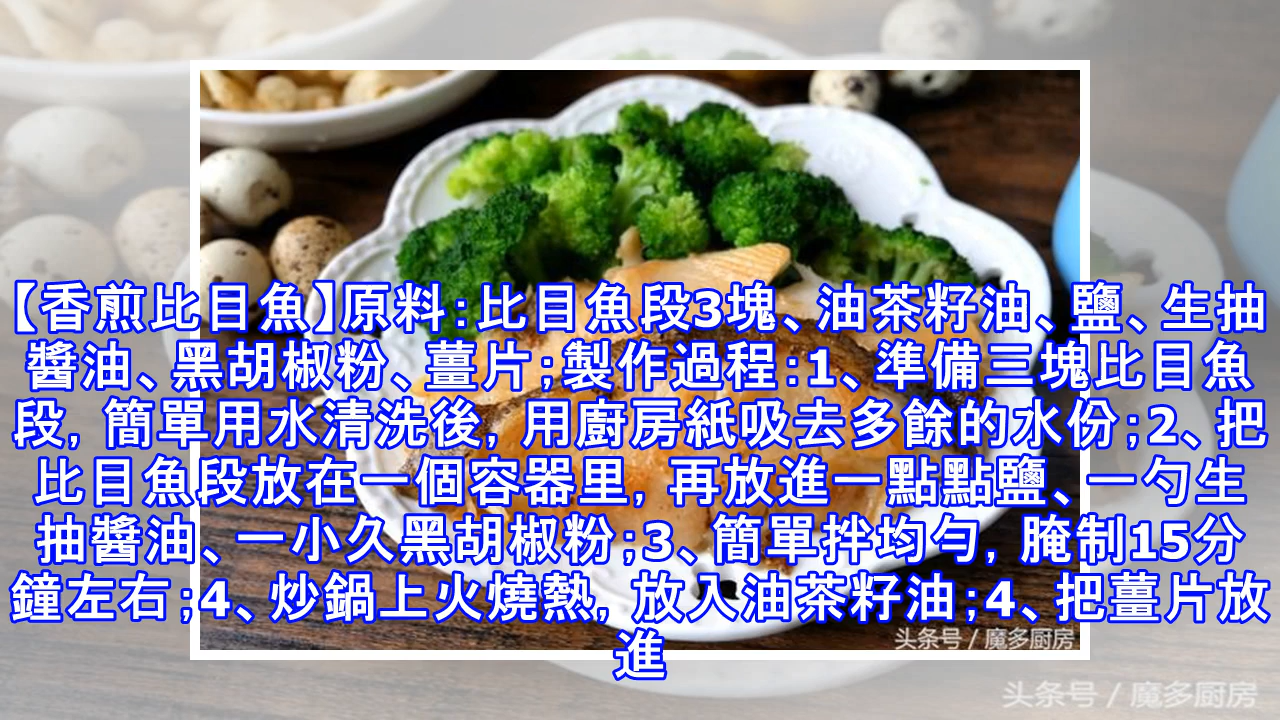 【香煎比目魚】原料:比目魚段3塊、油茶籽油、鹽、生抽
醬油、黑胡椒粉、薑片;製作過程:1、準備三塊比目魚
段, 簡單用水清洗後, 用廚房紙吸去多餘的水份;2、把
比目魚段放在一個容器里, 再放進一點點鹽、一勺生
抽醬油、一小久黑胡椒粉;3、簡單拌均勻, 腌制15分
鐘左右;4、炒鍋上火燒熱, 放入油茶籽油;4、把薑片放
進
头条号 / 魔多厨房
头条号 / 魔多厨房